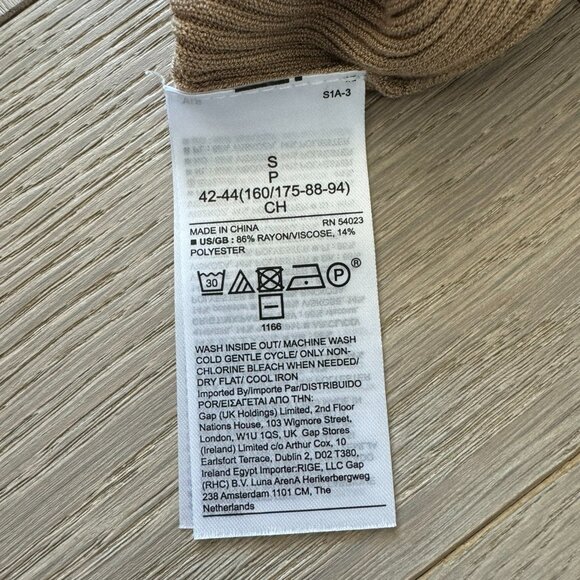 S1A-3
S
P
42-44(160/175-88-94)
CH
MADE IN CHINA RN 54023
■ US/GB : 86% RAYON/VISCOSE, 14%
POLYESTER
30 P ®
1166
WASH INSIDE OUT/ MACHINE WASH
COLD GENTLE CYCLE/ ONLY NON-
CHLORINE BLEACH WHEN NEEDED/
DRY FLAT/ COOL IRON
Imported By/Importe Par/DISTRIBUIDO
POR/ΕΙΣΑΓΕΤΑΙ ΑΠΟ ΤΗΝ:
Gap (UK Holdings) Limited, 2nd Floor
Nations House, 103 Wigmore Street,
London, W1U 1QS, UK Gap Stores
(Ireland) Limited c/o Arthur Cox, 10
Earlsfort Terrace, Dublin 2, D02 T380,
Ireland Egypt Importer:RIGE, LLC Gap
(RHC) B.V. Luna ArenA Herikerbergweg
238 Amsterdam 1101 CM, The
Netherlands